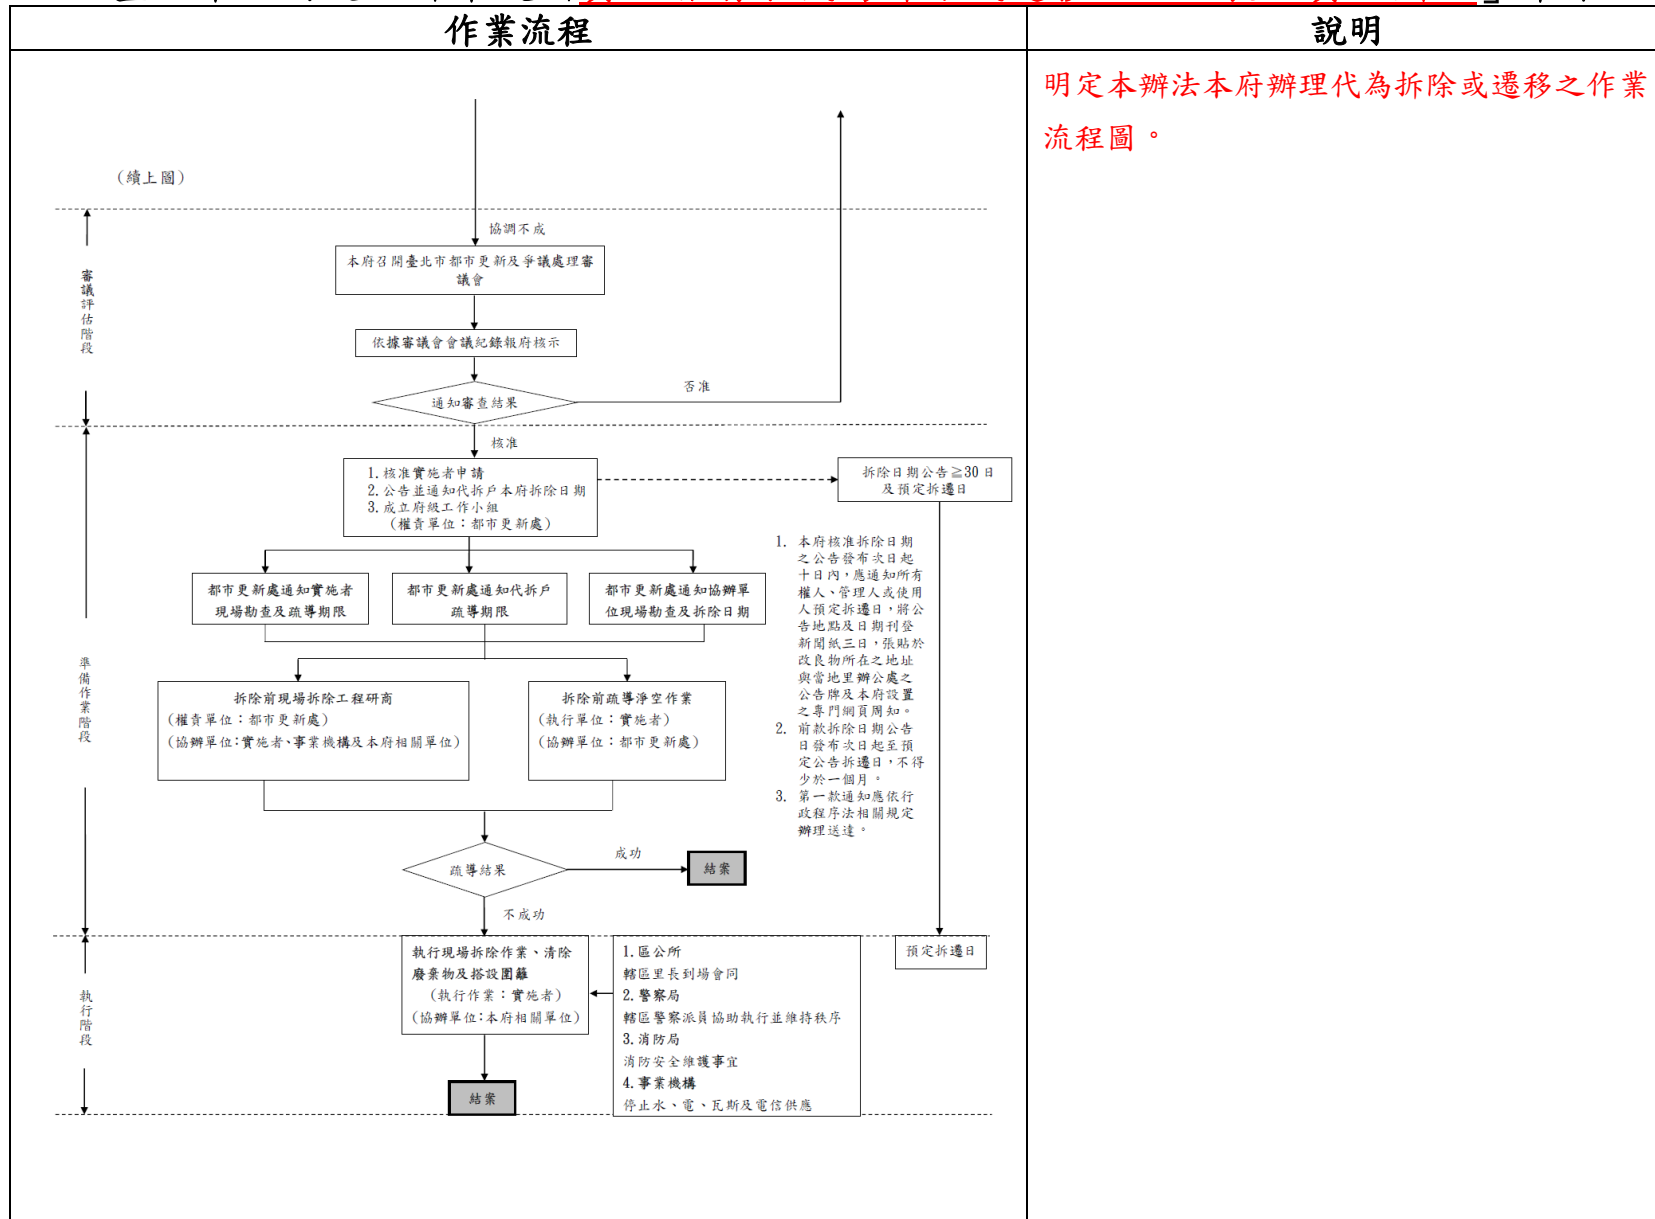 作業流程
說明
明定本辦法本府辦理代為拆除或遷移之作業
流程圖。
(續上圖)
協調不成
本府召開臺北市都市更新及爭議處理審
議會
審議評估階段
依據審議會會議紀錄報府核示
否准
通知審查結果
核准
1.核准實施者申請
2.公告並通知代拆戶本府拆除日期
3.成立府級工作小組
(權責單位：都市更新處)
拆除日期公告≧30日
及預定拆遷日
都市更新處通知實施者
現場勘查及疏導期限
都市更新處通知代拆戶
疏導期限
都市更新處通知協辦單
位現場勘查及拆除日期
1. 本府核准拆除日期
之公告發布次日起
十日內，應通知所有
權人、管理人或使用
人預定拆遷日，將公
告地點及日期刊登
新聞紙三日，張貼於
改良物所在之地址
與當地里辦公處之
公告牌及本府設置
之專門網頁周知。
2. 前款拆除日期公告
日發布次日起至預
定公告拆遷日，不得
少於一個月。
3. 第一款通知應依行
政程序法相關規定
辦理送達。
準備作業階段
拆除前現場拆除工程研商
(權責單位：都市更新處)
(協辦單位:實施者、事業機構及本府相關單位)
拆除前疏導淨空作業
(執行單位：實施者)
(協辦單位：都市更新處)
疏導結果
成功
結案
不成功
執行現場拆除作業、清除
廢棄物及搭設圍籬
(執行作業：實施者)
(協辦單位:本府相關單位)
1.區公所
轄區里長到場會同
2.警察局
轄區警察派員協助執行並維持秩序
3.消防局
消防安全維護事宜
4.事業機構
停止水、電、瓦斯及電信供應
預定拆遷日
執行階段
結案